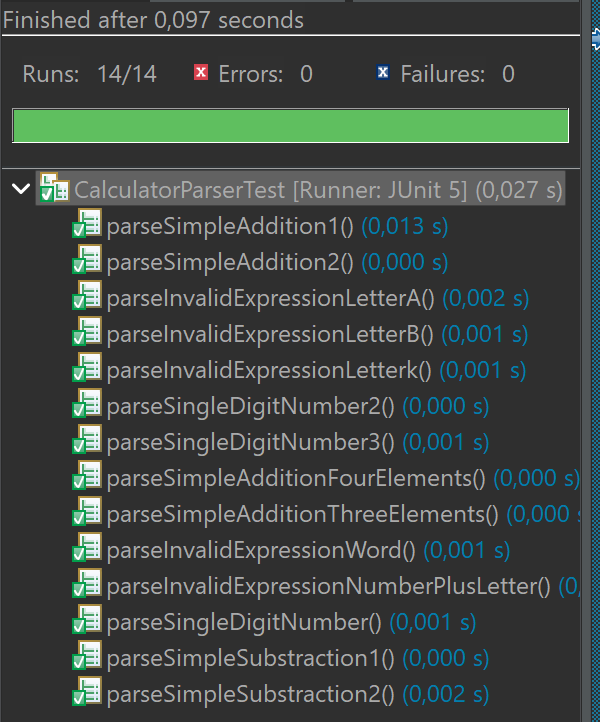 Finished after 0,097 seconds
Runs: 14/14 Errors: 0 Failures: 0
CalculatorParserTest [Runner: JUnit 5] (0,027 s)
parseSimpleAddition1() (0,013 s)
parseSimpleAddition2() (0,000 s)
parseInvalidExpressionLetterA() (0,002 s)
parseInvalidExpressionLetterB() (0,001 s)
parseInvalidExpressionLetterk() (0,001 s)
parseSingleDigitNumber2() (0,000 s)
parseSingleDigitNumber3() (0,001 s)
parseSimpleAdditionFourElements() (0,000 s)
parseSimpleAdditionThreeElements() (0,000 s
parseInvalidExpressionWord() (0,001 s)
parseInvalidExpressionNumberPlusLetter() (0,
parseSingleDigitNumber() (0,001 s)
parseSimpleSubstraction1() (0,000 s)
parseSimpleSubstraction2() (0,002 s)